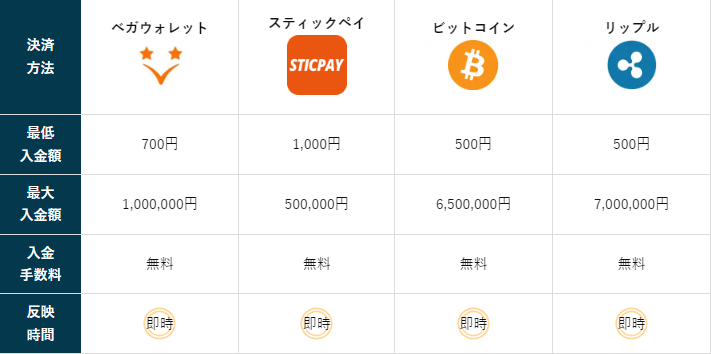 決済
方法
ベガウォレット
スティックペイ
STICPAY
ビットコイン
リップル
最低
入金額
700円
1,000円
500円
500円
最大
入金額
1,000,000円
500,000円
6,500,000円
7,000,000円
入金
手数料
無料
無料
無料
無料
反映
時間
即時
即時
即時
即時